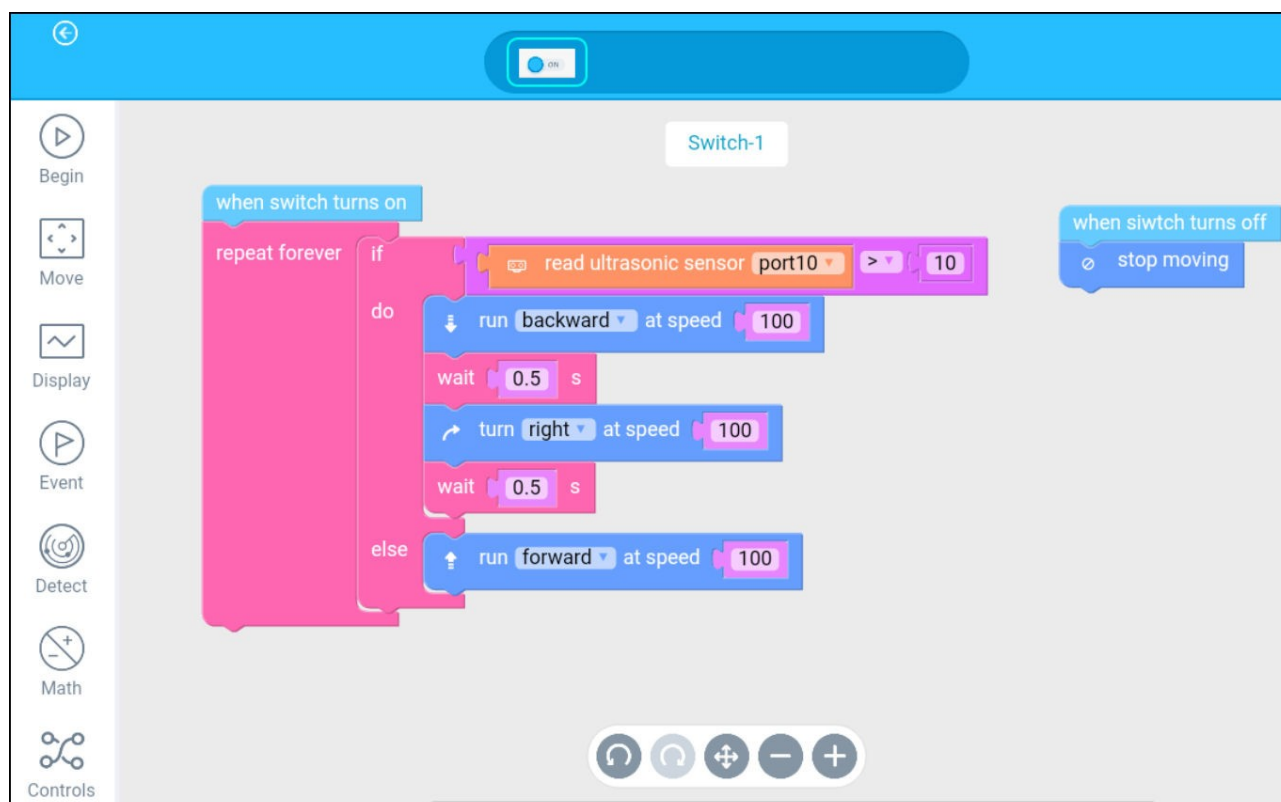 ON
Switch-1
Begin
Move
Display
Event
Detect
Math
Controls
when switch turns on
repeat forever
if read ultrasonic sensor port10 > 10
do run backward at speed 100
wait 0.5 s
turn right at speed 100
wait 0.5 s
else run forward at speed 100
when siwtch turns off
stop moving